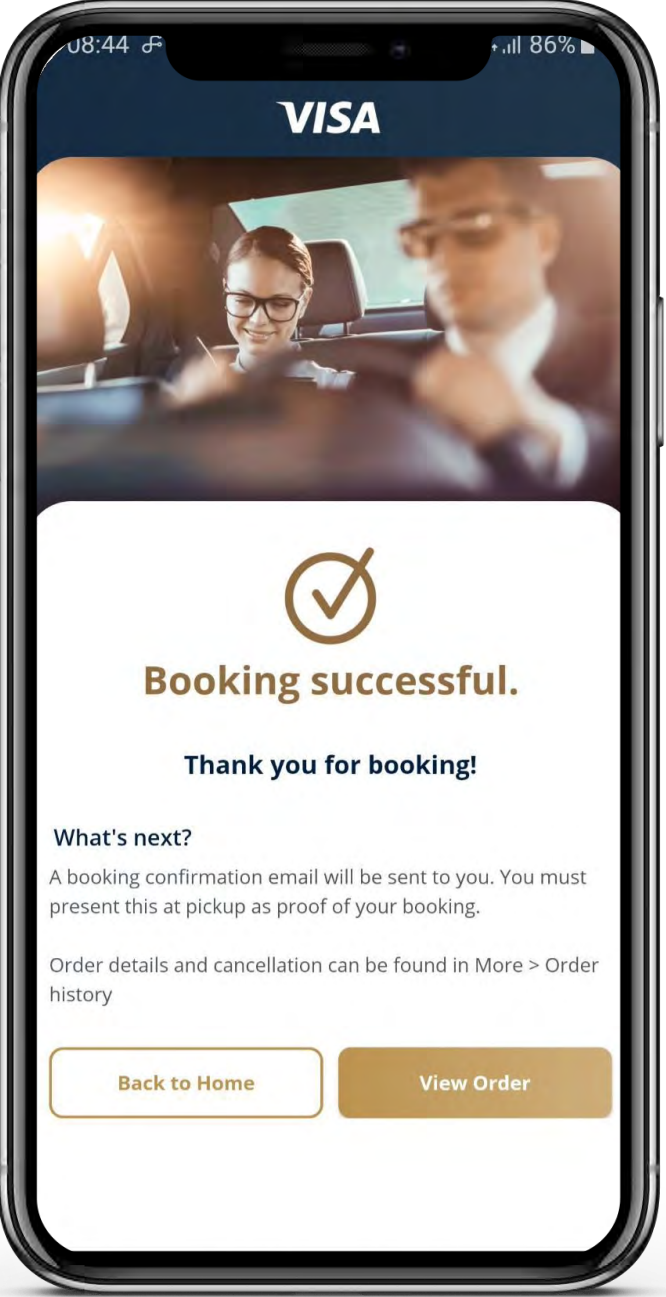 08:44
86%
VISA
Booking successful.
Thank you for booking!
What's next?
A booking confirmation email will be sent to you. You must
present this at pickup as proof of your booking.
Order details and cancellation can be found in More > Order
history
Back to Home
View Order